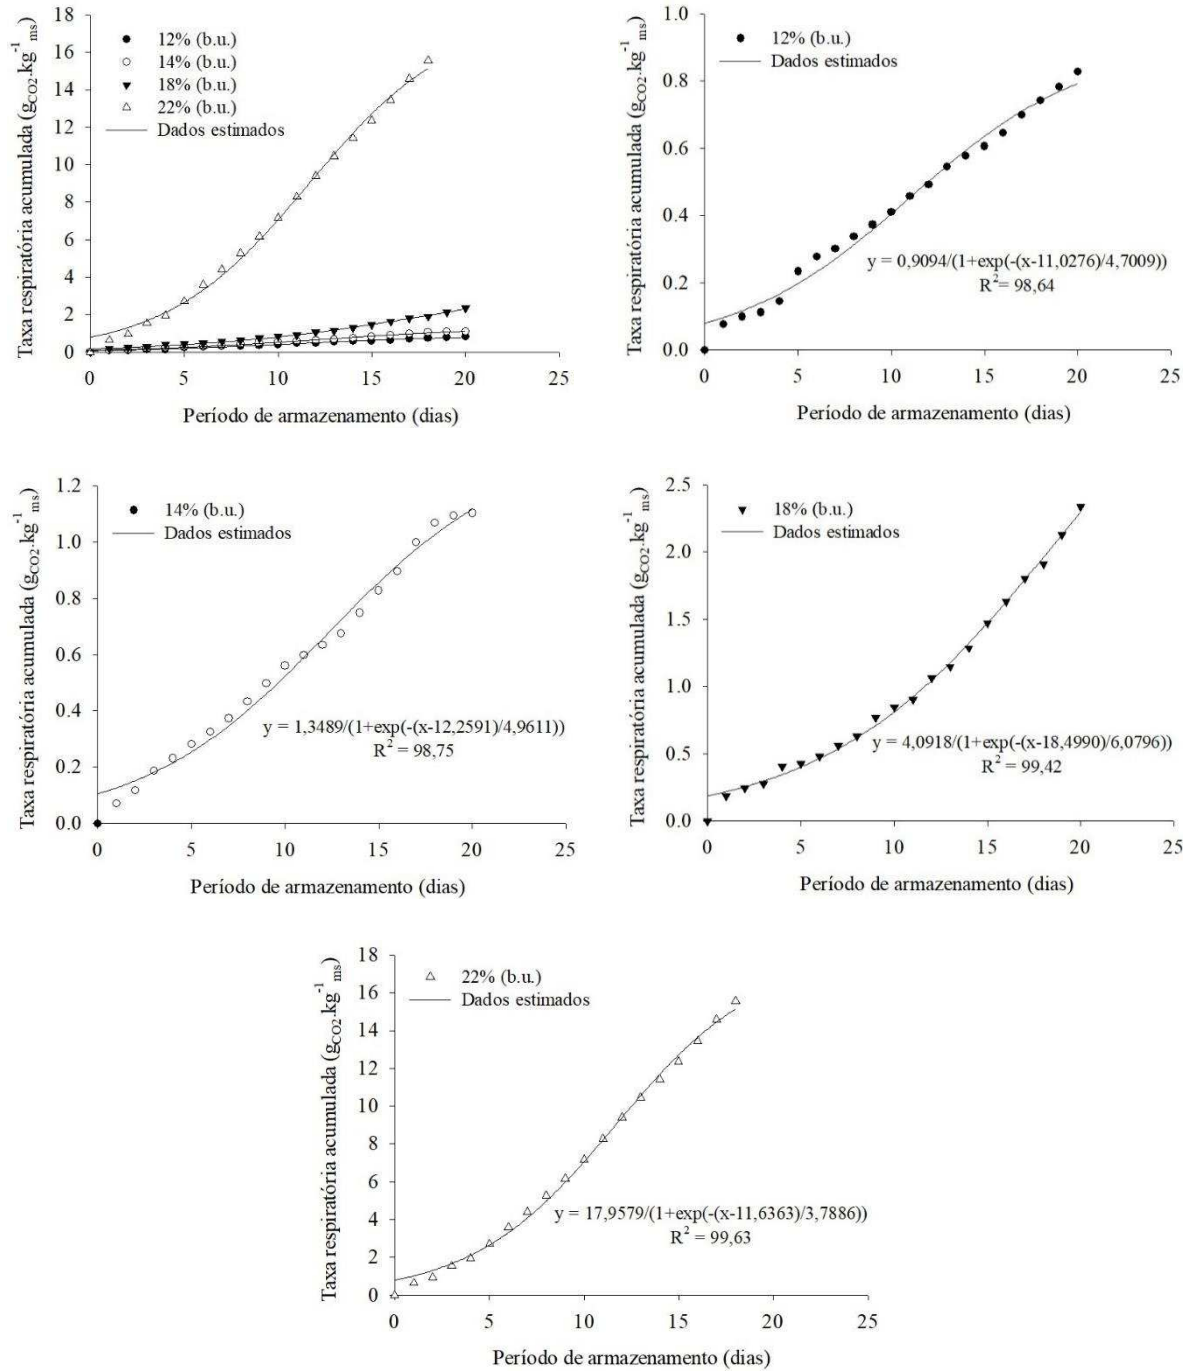 Taxa respiratória acumulada (gCO2.kg-1ms)
18
16
14
12
10
8
6
4
2
0
12% (b.u.)
14% (b.u.)
18% (b.u.)
22% (b.u.)
Dados estimados
0 5 10 15 20 25
Período de armazenamento (dias)
Taxa respiratória acumulada (gCO2.kg-1ms)
1.0
0.8
0.6
0.4
0.2
0.0
12% (b.u.)
Dados estimados
y = 0,9094/(1+exp(-(x-11,0276)/4,7009))
R2= 98,64
0 5 10 15 20 25
Período de armazenamento (dias)
Taxa respiratória acumulada (gCO2.kg-1ms)
1.2
1.0
0.8
0.6
0.4
0.2
0.0
14% (b.u.)
Dados estimados
y = 1,3489/(1+exp(-(x-12,2591)/4,9611))
R2 = 98,75
0 5 10 15 20 25
Período de armazenamento (dias)
Taxa respiratória acumulada (gCO2.kg-1ms)
2.5
2.0
1.5
1.0
0.5
0.0
18% (b.u.)
Dados estimados
y = 4,0918/(1+exp(-(x-18,4990)/6,0796))
R2 = 99,42
0 5 10 15 20 25
Período de armazenamento (dias)
Taxa respiratória acumulada (gCO2.kg-1ms)
18
16
14
12
10
8
6
4
2
0
22% (b.u.)
Dados estimados
y = 17,9579/(1+exp(-(x-11,6363)/3,7886))
R2 = 99,63
0 5 10 15 20 25
Período de armazenamento (dias)